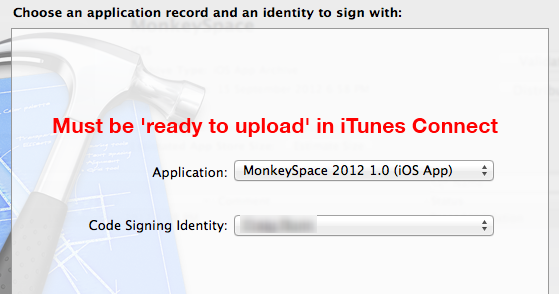 Choose an application record and an identity to sign with:
Must be 'ready to upload' in iTunes Connect
Application: MonkeySpace 2012 1.0 (iOS App)
Code Signing Identity: